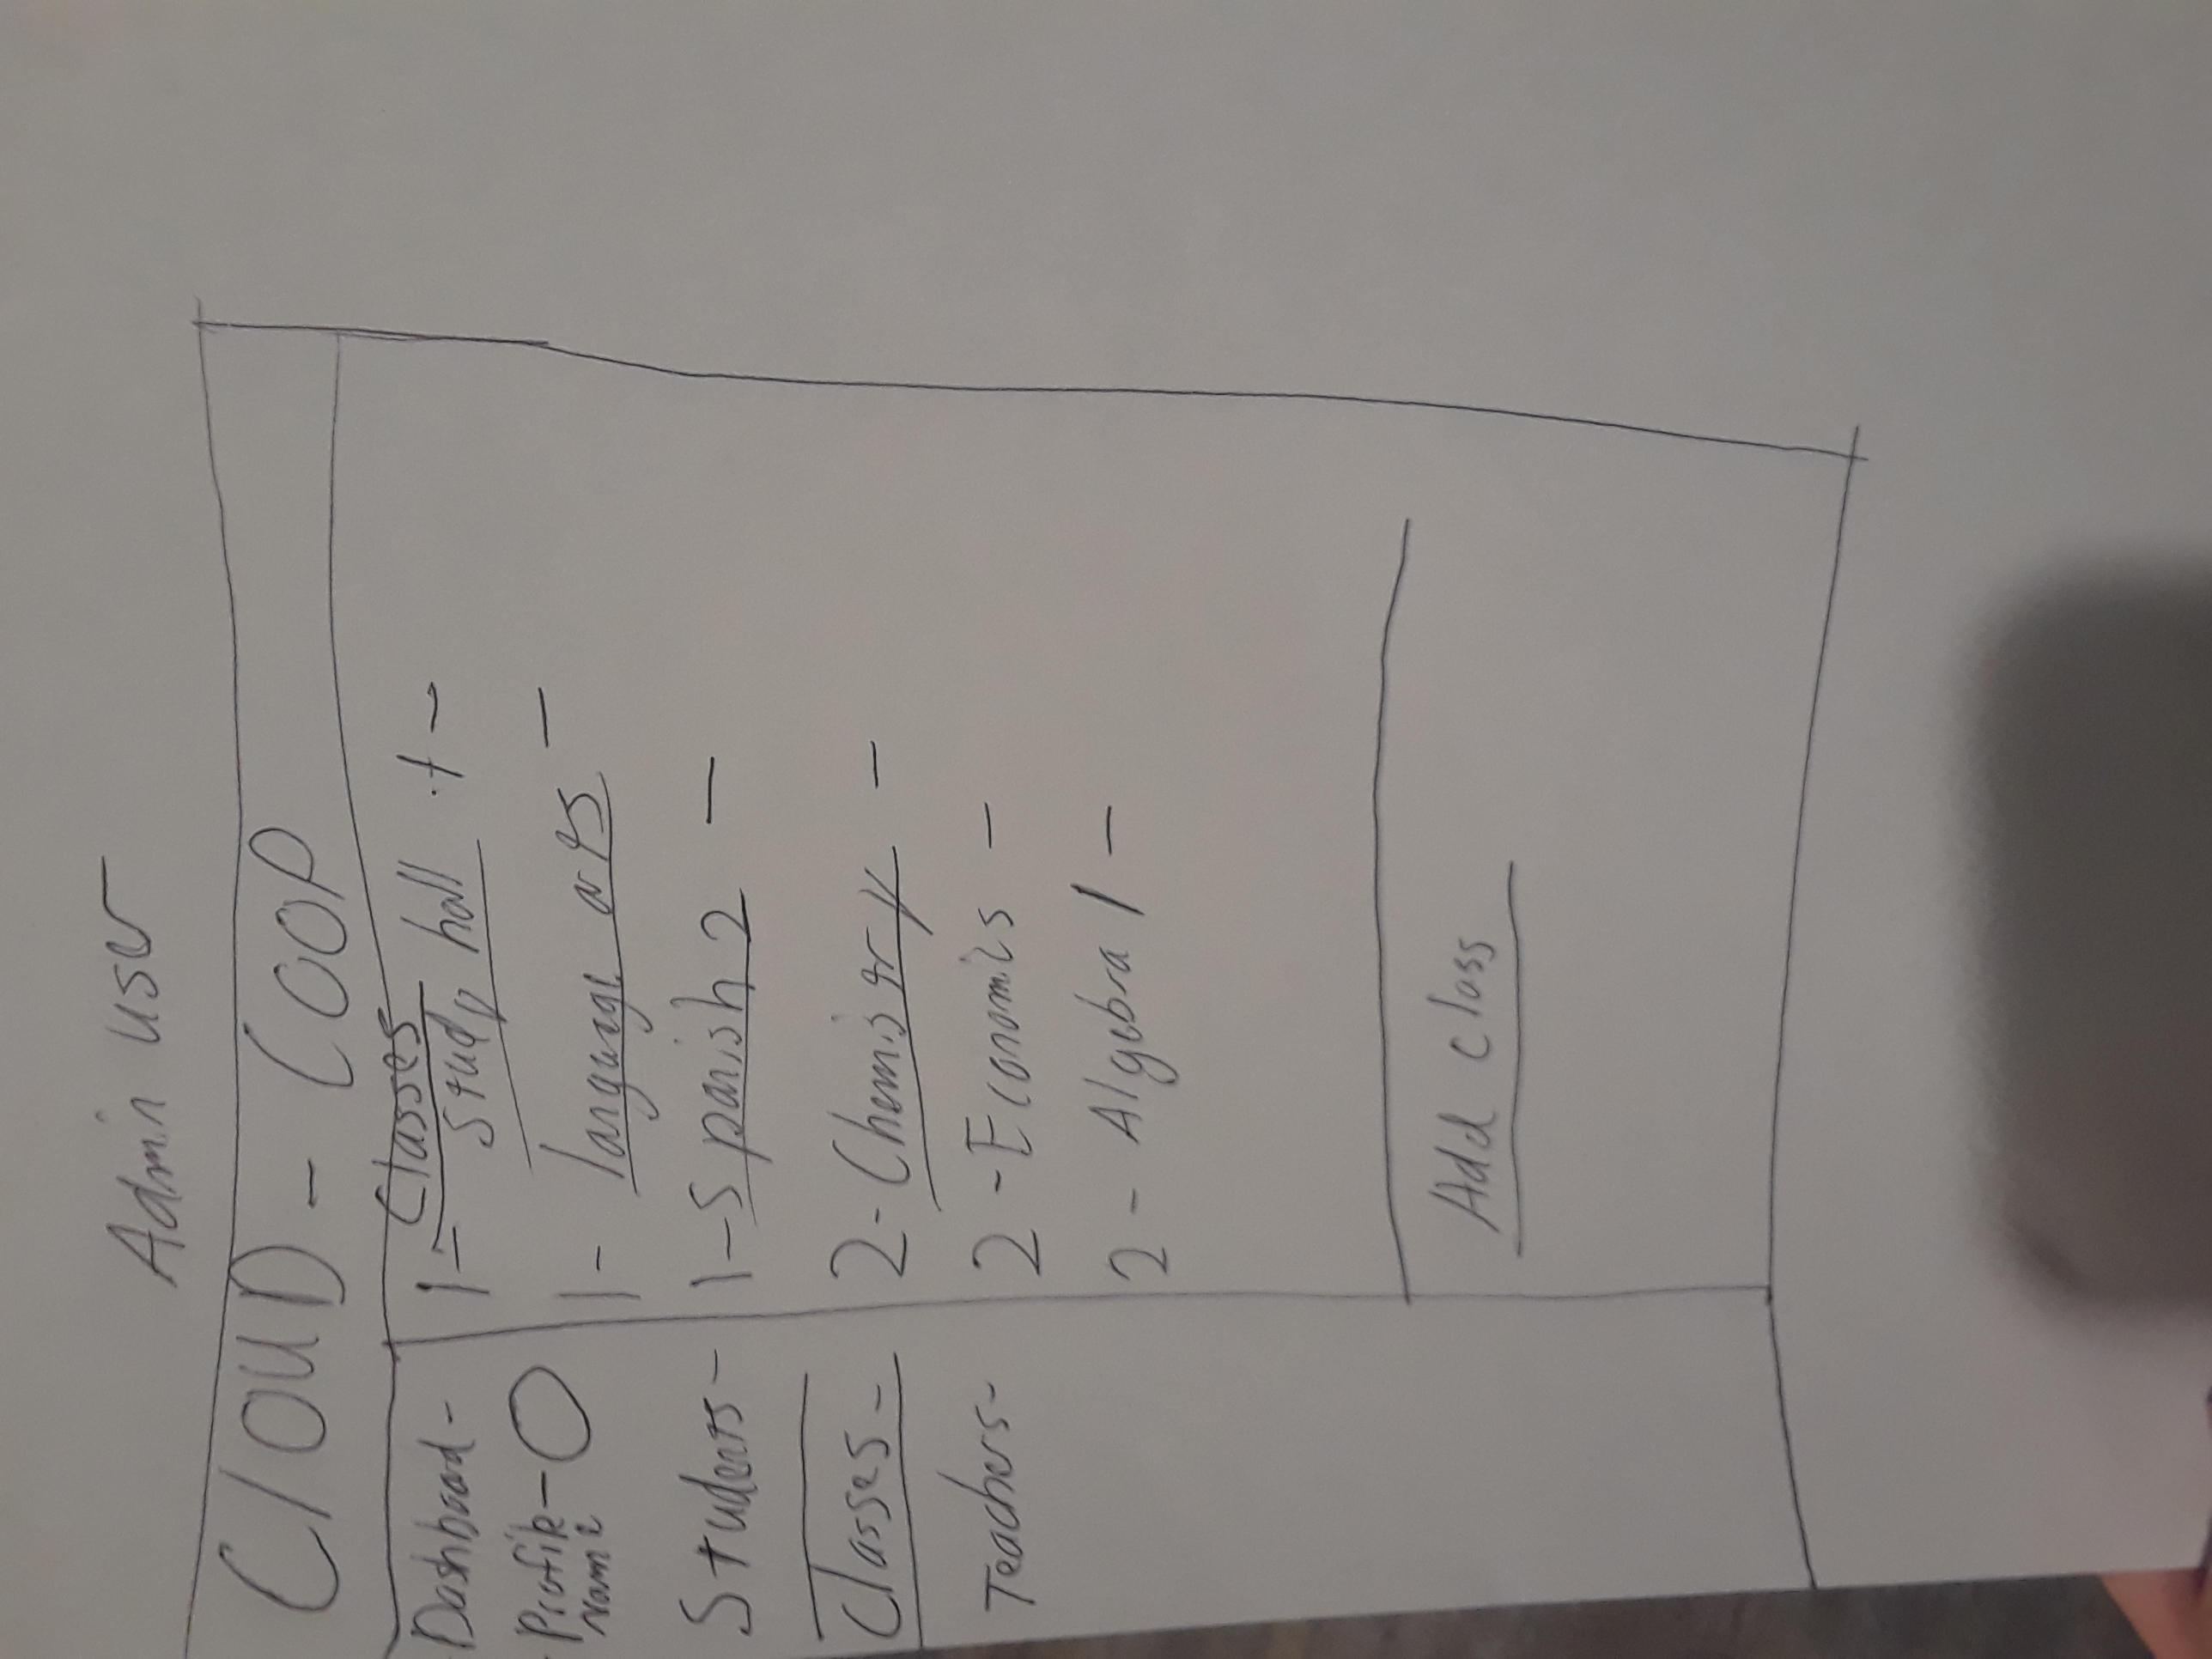 Admin user
CLOUD - COOP
Dashboard -
Profile -
Name
Students -
Classes -
Teachers -
Classes
1 - Study hall + -
1 - language arts -
1 - Spanish 2 -
2 - Chemistry -
2 - Economis -
2 - Algebra 1 -
Add class